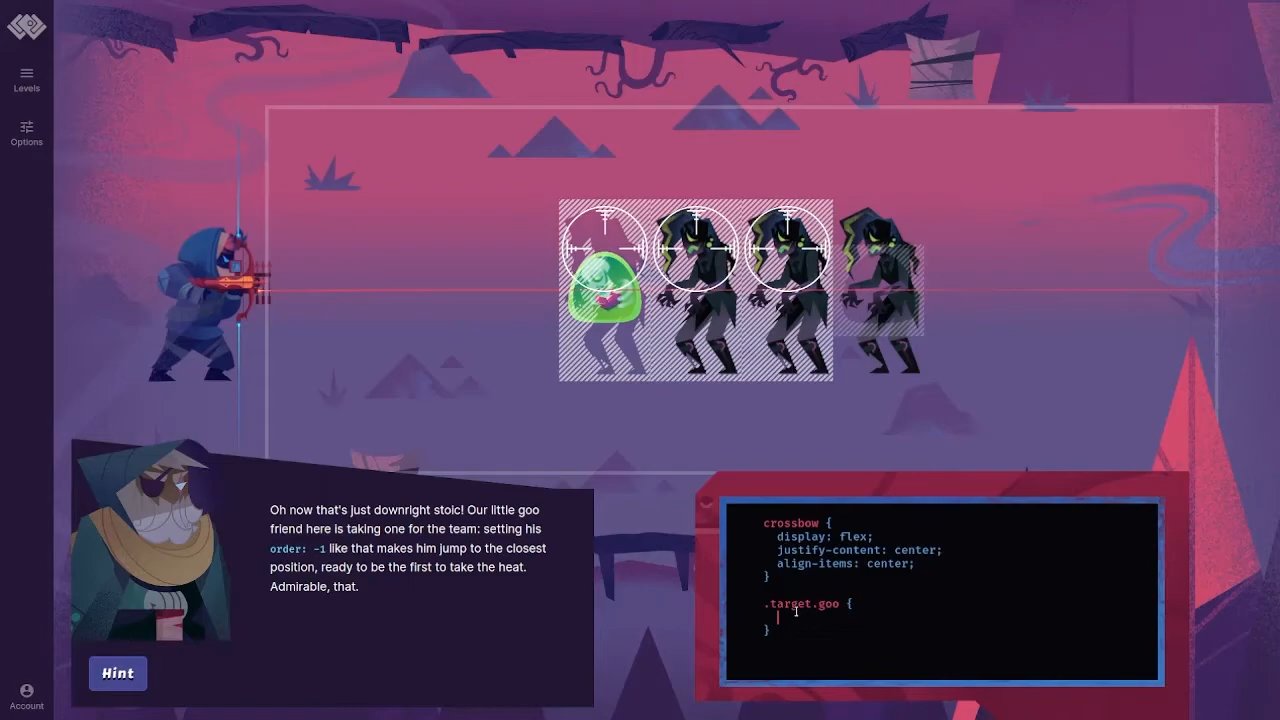 Levels
Options
Oh now that's just downright stoic! Our little goo
friend here is taking one for the team: setting his
order: -1 like that makes him jump to the closest
position, ready to be the first to take the heat.
Admirable, that.
Hint
Account
crossbow {
display: flex;
justify-content: center;
align-items: center;
}
.target.goo {
}